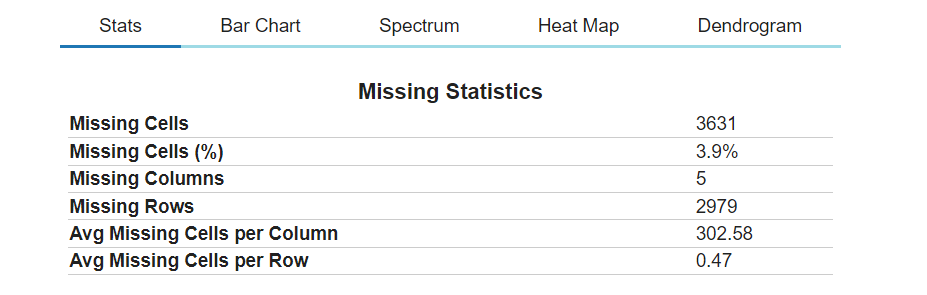 Stats Bar Chart Spectrum Heat Map Dendrogram
Missing Statistics
Missing Cells 3631
Missing Cells (%) 3.9%
Missing Columns 5
Missing Rows 2979
Avg Missing Cells per Column 302.58
Avg Missing Cells per Row 0.47